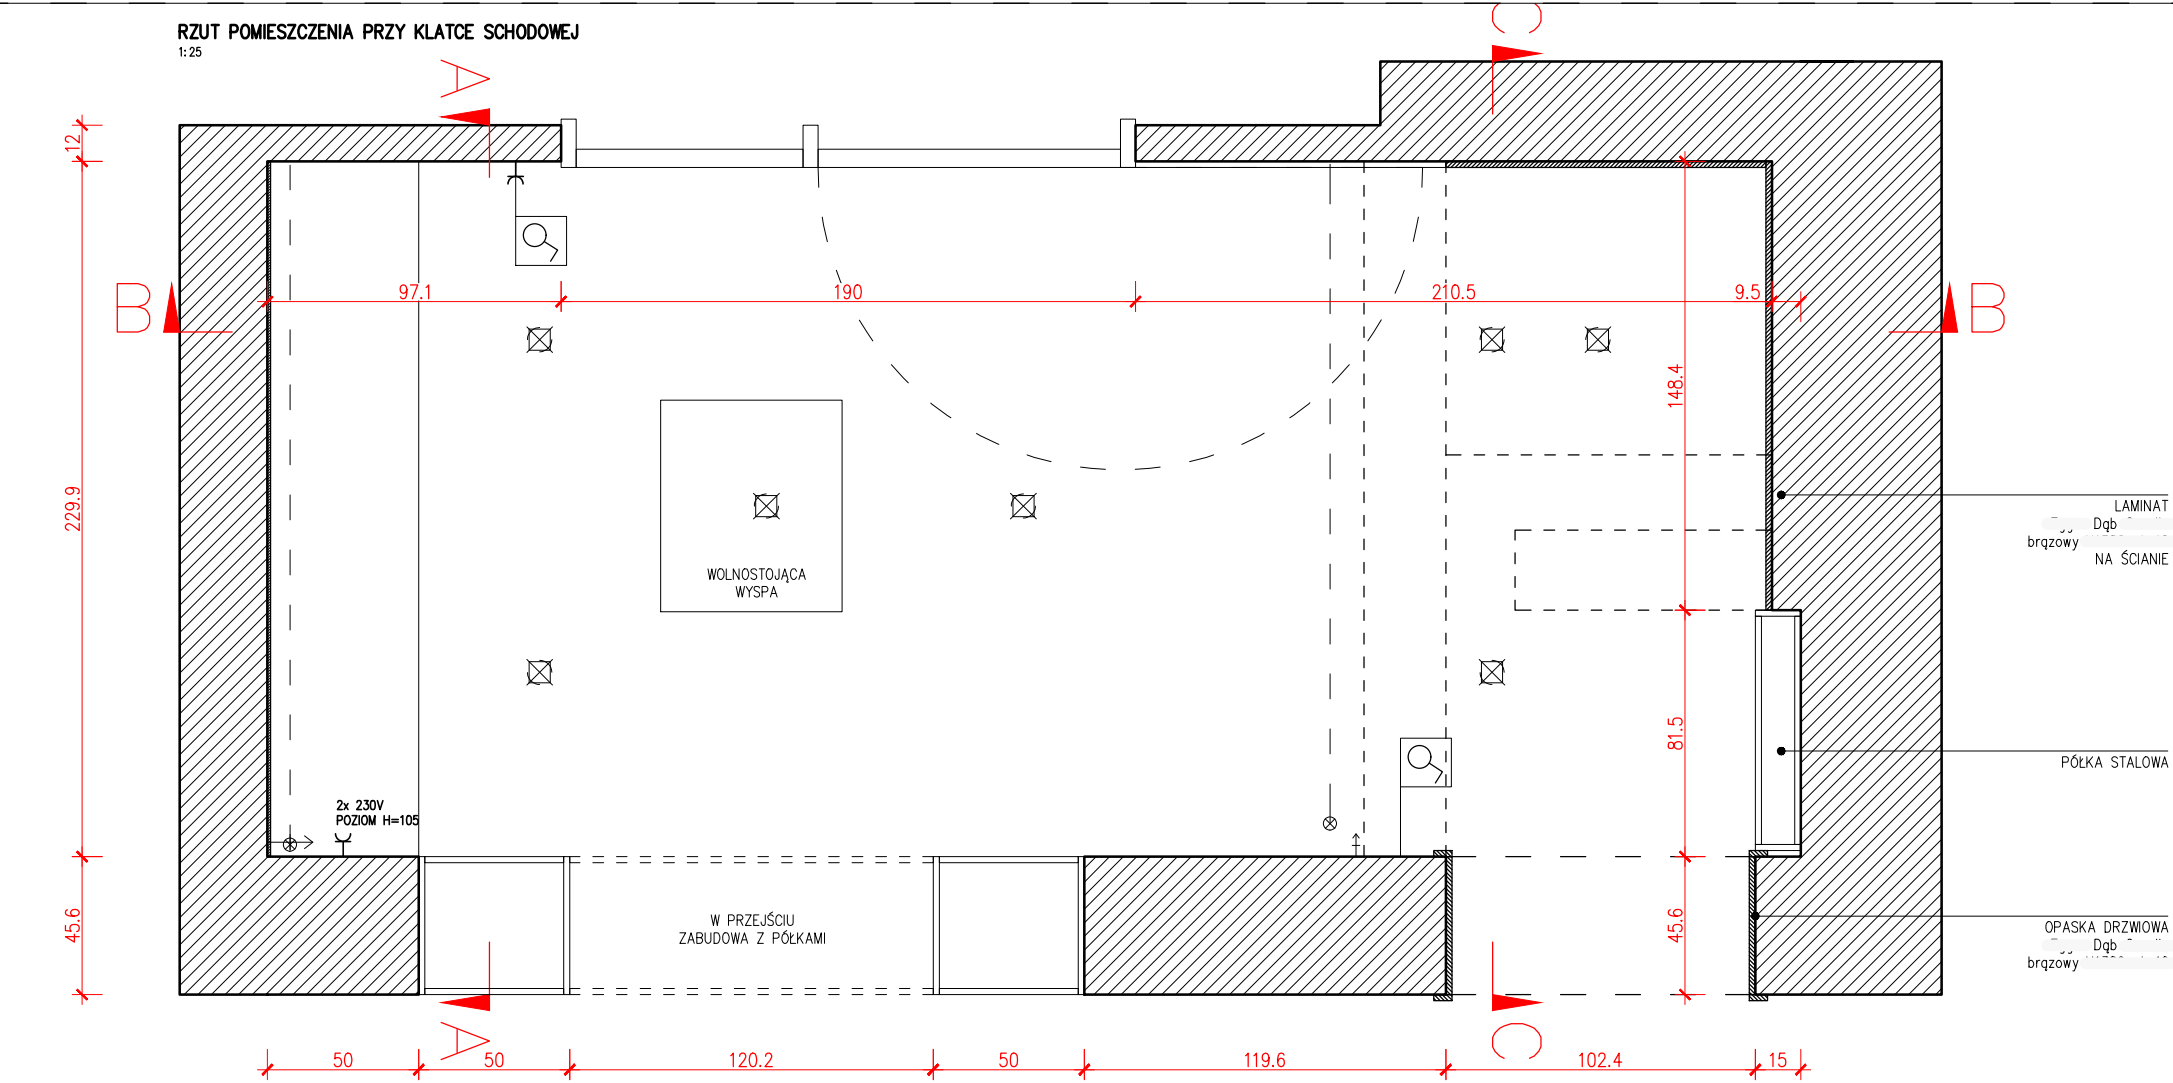 RZUT POMIESZCZENIA PRZY KLATCE SCHODOWEJ
1:25
C
A
12
97.1
190
210.5
9.5
B
B
148.4
229.9
LAMINAT
Dąb
brązowy
NA ŚCIANIE
WOLNOSTOJĄCA
WYSPA
81.5
PÓŁKA STALOWA
2x 230V
POZIOM H=105
45.6
W PRZEJŚCIU
ZABUDOWA Z PÓŁKAMI
45.6
OPASKA DRZWIOWA
Dąb
brązowy
A
C
50
50
120.2
50
119.6
102.4
15